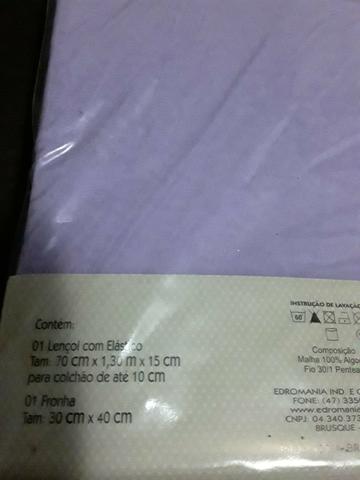 Contém:
01 Lençol com Elástico
Tam: 70 cm x 1,30 m x 15 cm
para colchão de até 10 cm
01 Fronha
Tam: 30 cm x 40 cm
INSTRUÇÃO DE LAVAÇÃ
60
Composição
Malha 100% Algo
Fio 30/1 Pentea
EDROMANIA IND. E C
FONE: (47) 335
www.edromani
CNPJ: 04.340.373
BRUSQUE -